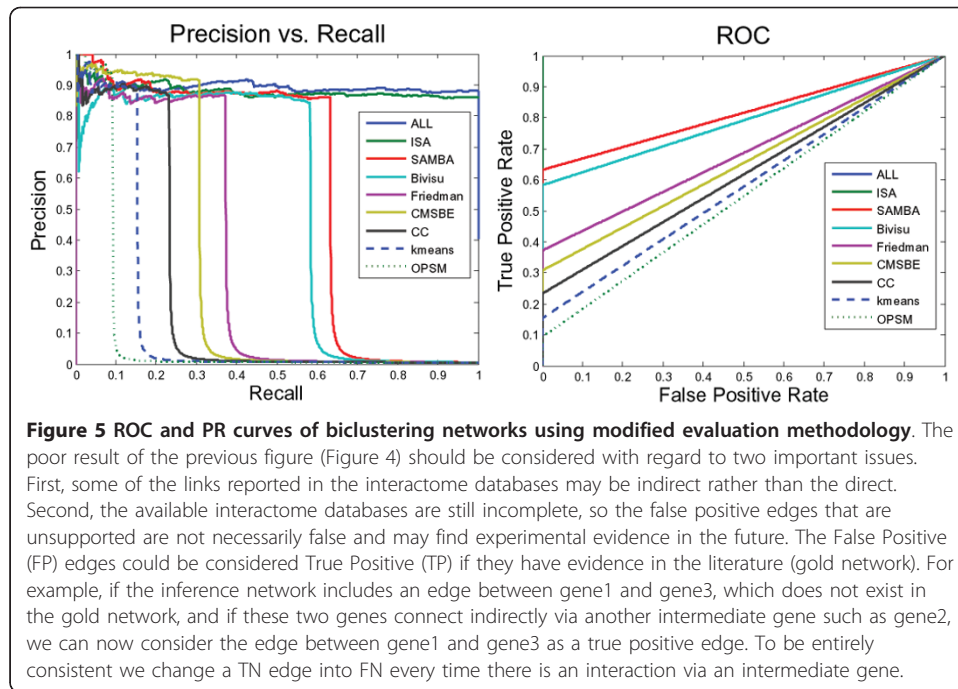 Precision vs. Recall
1
0.9
0.8
0.7
0.6
0.5
0.4
0.3
0.2
0.1
0
Precision
ALL
ISA
SAMBA
Bivisu
Friedman
CMSBE
CC
kmeans
OPSM
0 0.1 0.2 0.3 0.4 0.5 0.6 0.7 0.8 0.9 1
Recall
ROC
1
0.9
0.8
0.7
0.6
0.5
0.4
0.3
0.2
0.1
0
True Positive Rate
ALL
ISA
SAMBA
Bivisu
Friedman
CMSBE
CC
kmeans
OPSM
0 0.1 0.2 0.3 0.4 0.5 0.6 0.7 0.8 0.9 1
False Positive Rate
Figure 5 ROC and PR curves of biclustering networks using modified evaluation methodology. The
poor result of the previous figure (Figure 4) should be considered with regard to two important issues.
First, some of the links reported in the interactome databases may be indirect rather than the direct.
Second, the available interactome databases are still incomplete, so the false positive edges that are
unsupported are not necessarily false and may find experimental evidence in the future. The False Positive
(FP) edges could be considered True Positive (TP) if they have evidence in the literature (gold network). For
example, if the inference network includes an edge between gene1 and gene3, which does not exist in
the gold network, and if these two genes connect indirectly via another intermediate gene such as gene2,
we can now consider the edge between gene1 and gene3 as a true positive edge. To be entirely
consistent we change a TN edge into FN every time there is an interaction via an intermediate gene.